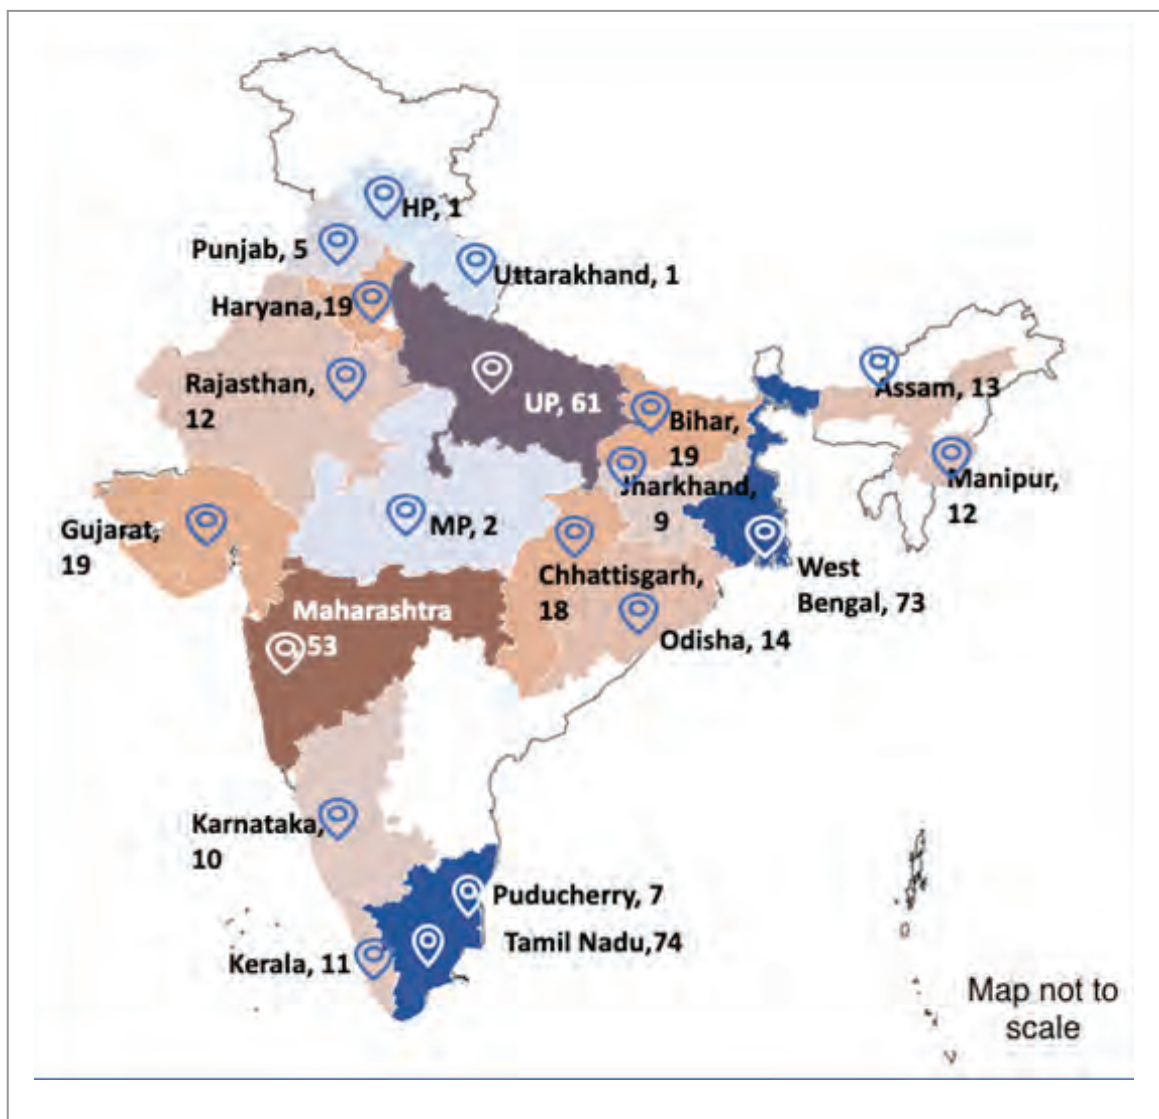 HP, 1
Punjab, 5
Uttarakhand, 1
Haryana,19
Rajasthan,
12
UP, 61
Assam, 13
Bihar,
19
Manipur,
12
Jharkhand,
9
Gujarat,
19
MP, 2
West
Bengal, 73
Chhattisgarh,
18
Maharashtra
,53
Odisha, 14
Karnataka,
10
Puducherry, 7
Tamil Nadu,74
Kerala, 11
Map not to
scale